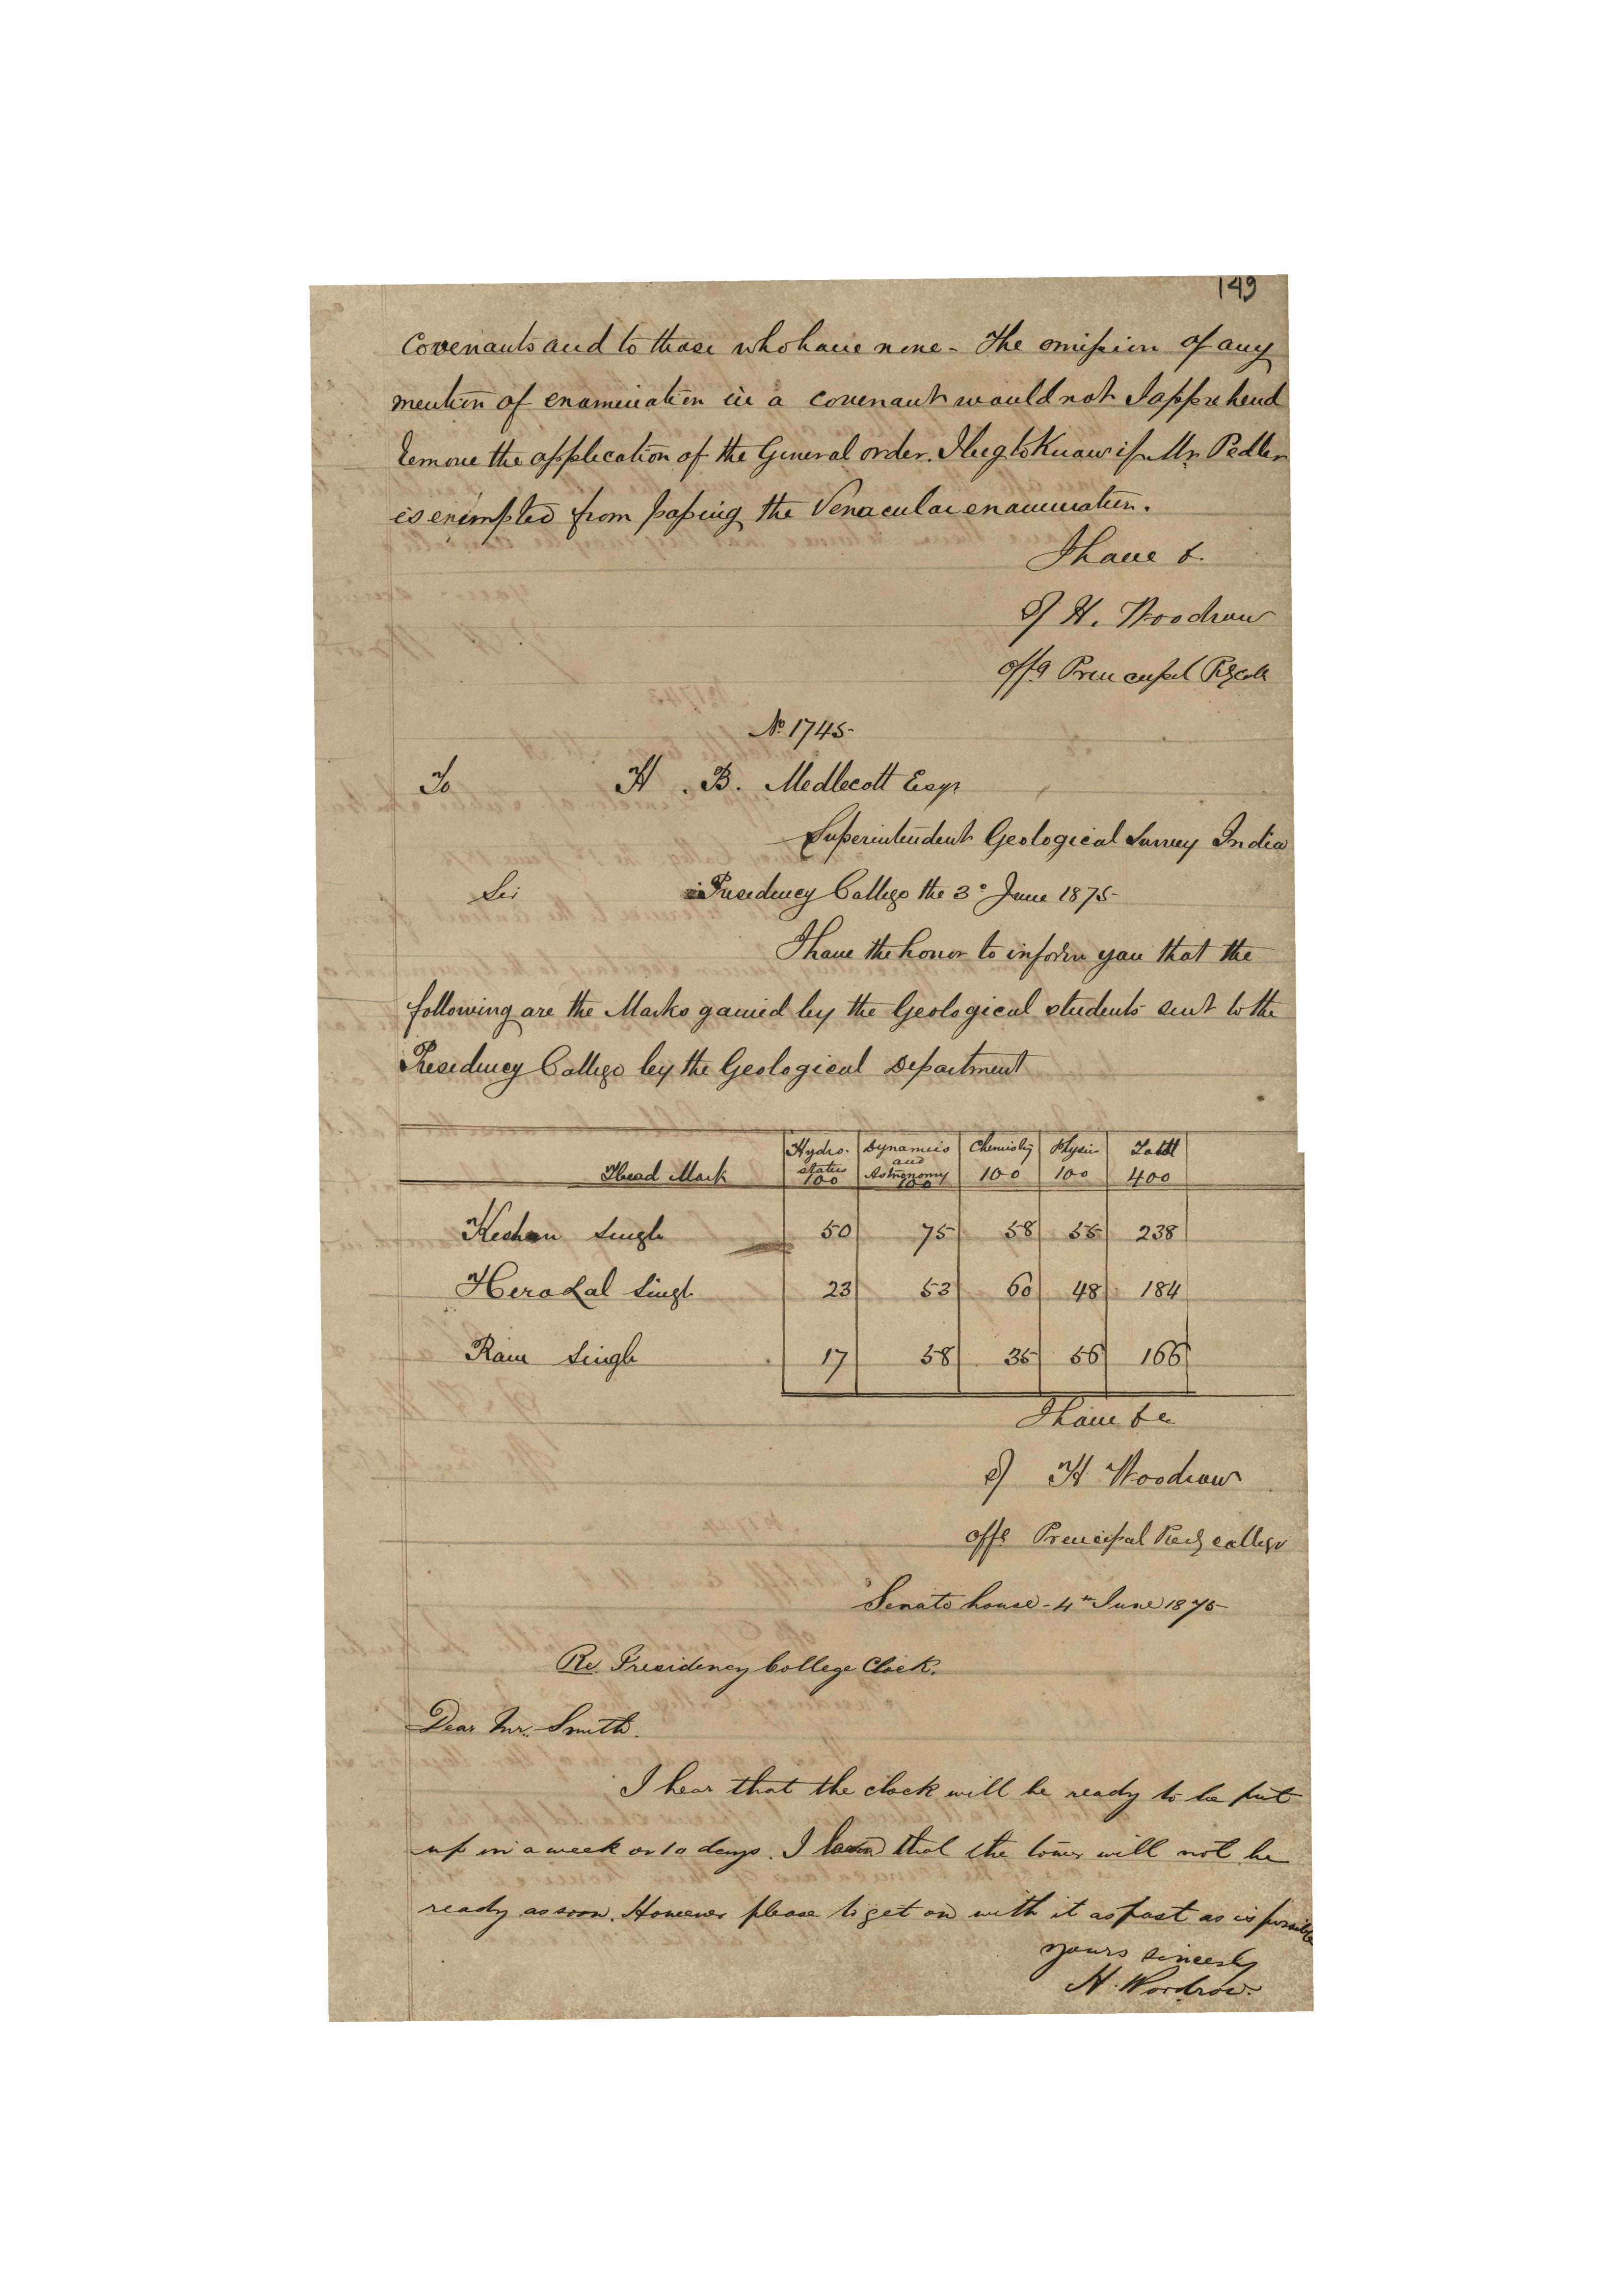 149
Covenants and to those who have none - The omission of any
mention of examination in a covenant would not I apprehend
remove the application of the General order. I beg to Know if Mr. Pedler
is exempted from passing the Venacular examination.
I have &
H. Woodrow
offg Principal
No. 1745
To H. B. Medlecott Esqr
Superintendent Geological Survey India
Sir Presidency College the 3d June 1875
I have the honor to inform you that the
following are the Marks gained by the Geological students sent to the
Presidency College by the Geological Department
Head Mark Hydrostatics 100 Dynamics and Astronomy 100 Chemistry 100 Physics 100 Total 400
Keshan Singh 50 75 58 55 238
Hera Lal Singh 23 53 60 48 184
Ram Singh 17 58 35 56 166
I have &c
H Woodrow
offg Principal Presy college
Senate house - 4th June 1875
Re. Presidency College Clock.
Dear Mr. Smith.
I hear that the clock will be ready to be put
up in a week or 10 days. I learn that the tower will not be
ready as soon. However please to get on with it as fast as is possible
yours sincerely
H. Woodrow.